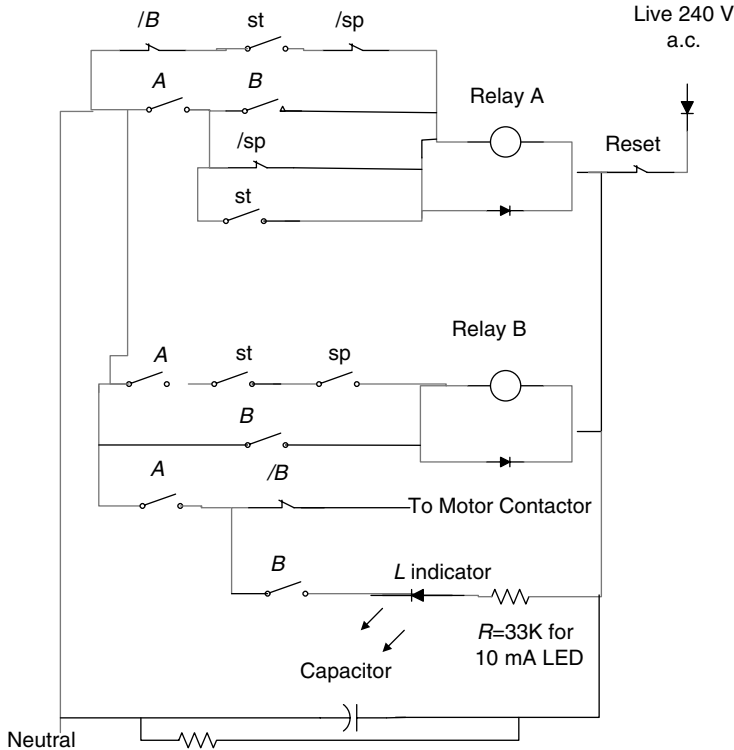 /B st /sp
Live 240 V
a.c.
A B
Relay A
/sp
Reset
st
Relay B
A st sp
B
A /B
To Motor Contactor
B
L indicator
R=33K for
10 mA LED
Capacitor
Neutral